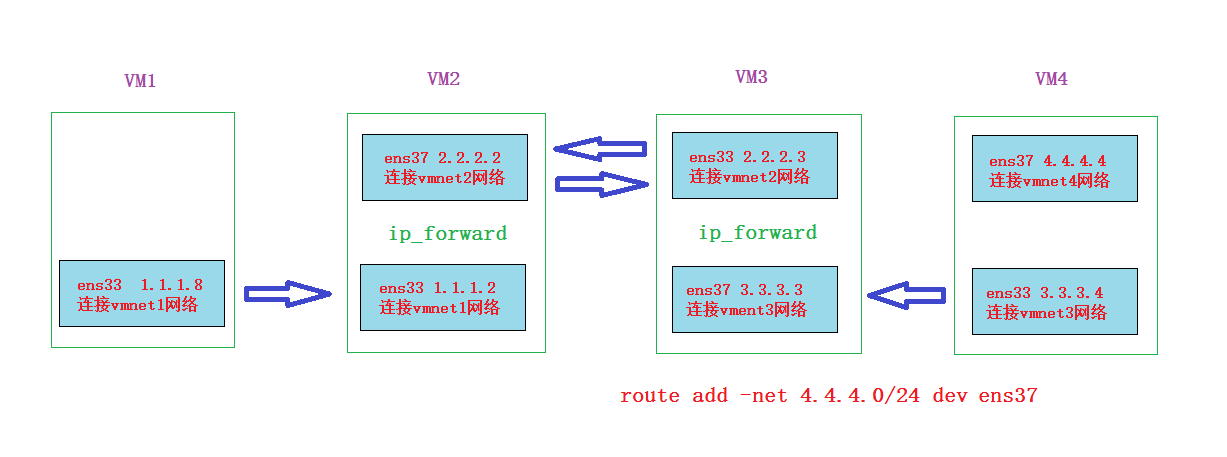 VM1
VM2
VM3
VM4
ens33  1.1.1.8
连接vmnet1网络
ens37 2.2.2.2
连接vmnet2网络
ip_forward
ens33 1.1.1.2
连接vmnet1网络
ens33 2.2.2.3
连接vmnet2网络
ip_forward
ens37 3.3.3.3
连接vment3网络
ens37 4.4.4.4
连接vmnet4网络
ens33 3.3.3.4
连接vmnet3网络
route add -net 4.4.4.0/24 dev ens37